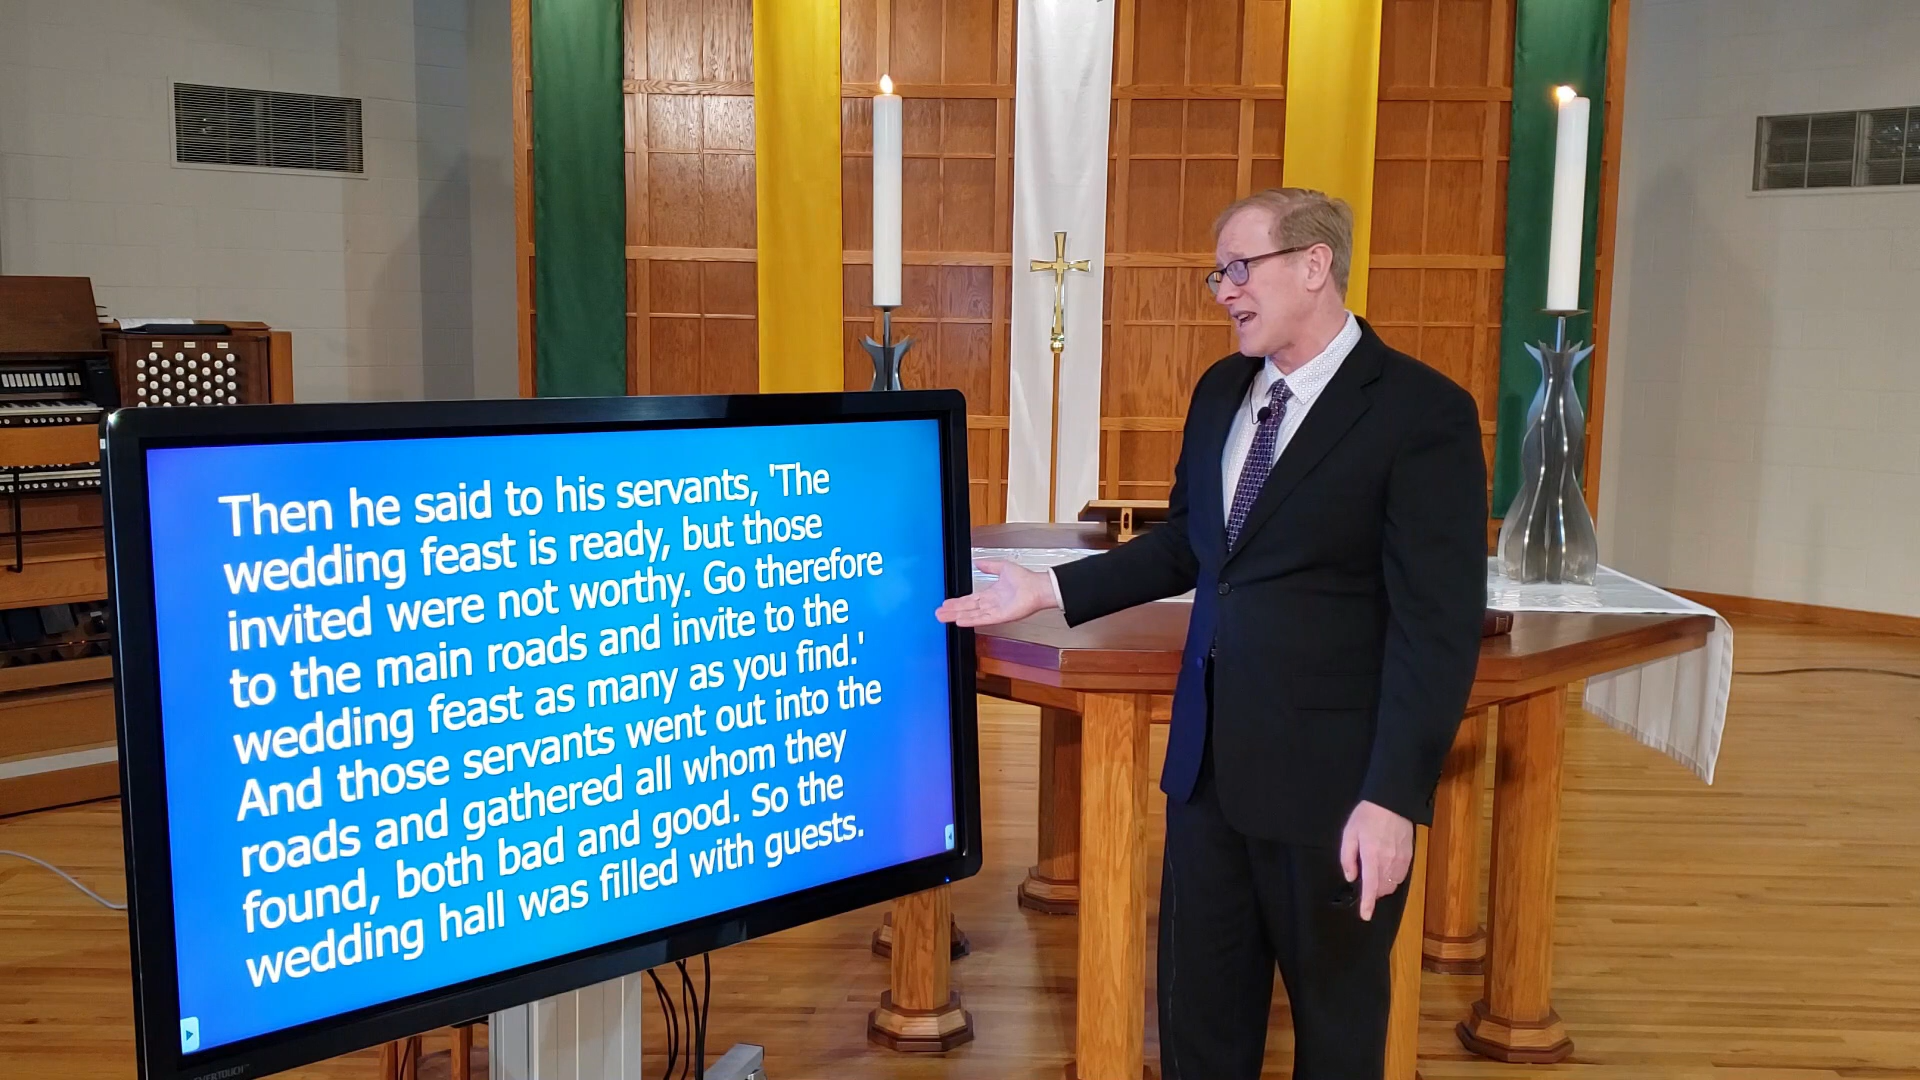 Then he said to his servants, 'The
wedding feast is ready, but those
invited were not worthy. Go therefore
to the main roads and invite to the
wedding feast as many as you find.'
And those servants went out into the
roads and gathered all whom they
found, both bad and good. So the
wedding hall was filled with guests.